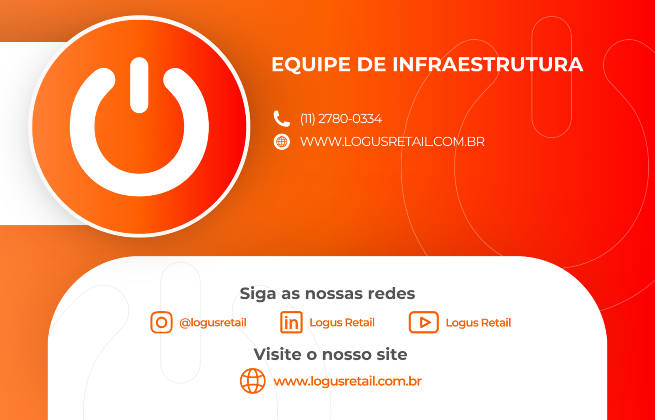 EQUIPE DE INFRAESTRUTURA
(11) 2780-0334
WWW.LOGUSRETAIL.COM.BR
Siga as nossas redes
@logusretail Logus Retail Logus Retail
Visite o nosso site
www.logusretail.com.br